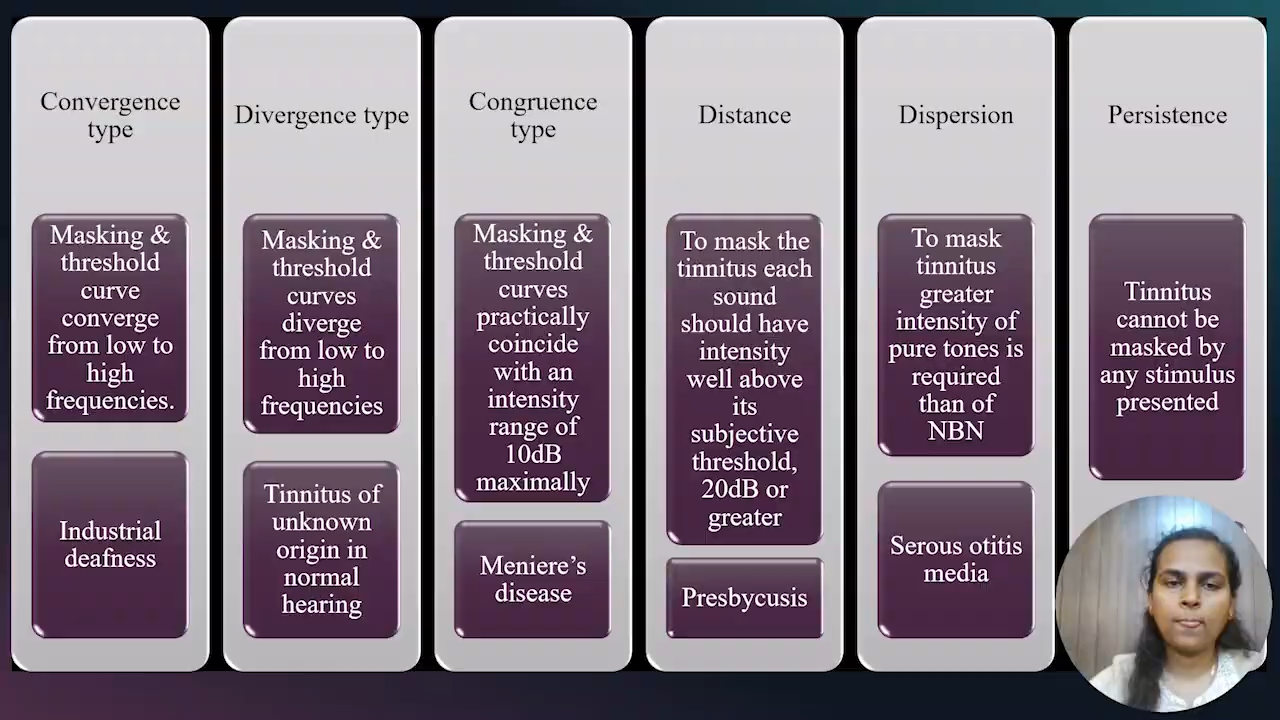 Convergence
type
Masking &
threshold
curve
converge
from low to
high
frequencies.
Industrial
deafness
Divergence type
Masking &
threshold
curves
diverge
from low to
high
frequencies
Tinnitus of
unknown
origin in
normal
hearing
Congruence
type
Masking &
threshold
curves
practically
coincide
with an
intensity
range of
10dB
maximally
Meniere’s
disease
Distance
To mask the
tinnitus each
sound
should have
intensity
well above
its
subjective
threshold,
20dB or
greater
Presbycusis
Dispersion
To mask
tinnitus
greater
intensity of
pure tones is
required
than of
NBN
Serous otitis
media
Persistence
Tinnitus
cannot be
masked by
any stimulus
presented